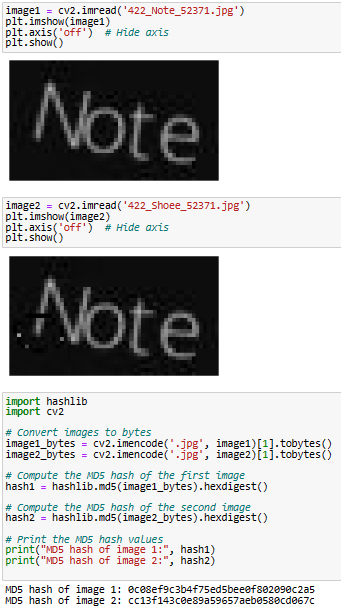 image1 = cv2.imread('422_Note_52371.jpg')
plt.imshow(image1)
plt.axis('off')  # Hide axis
plt.show()
Note
image2 = cv2.imread('422_Shoee_52371.jpg')
plt.imshow(image2)
plt.axis('off')  # Hide axis
plt.show()
Note
import hashlib
import cv2
# Convert images to bytes
image1_bytes = cv2.imencode('.jpg', image1)[1].tobytes()
image2_bytes = cv2.imencode('.jpg', image2)[1].tobytes()
# Compute the MD5 hash of the first image
hash1 = hashlib.md5(image1_bytes).hexdigest()
# Compute the MD5 hash of the second image
hash2 = hashlib.md5(image2_bytes).hexdigest()
# Print the MD5 hash values
print("MD5 hash of image 1:", hash1)
print("MD5 hash of image 2:", hash2)
MD5 hash of image 1: 0c08ef9c3b4f75ed5bee0f802090c2a5
MD5 hash of image 2: cc13f143c0e89a59657aeb0580cd067c